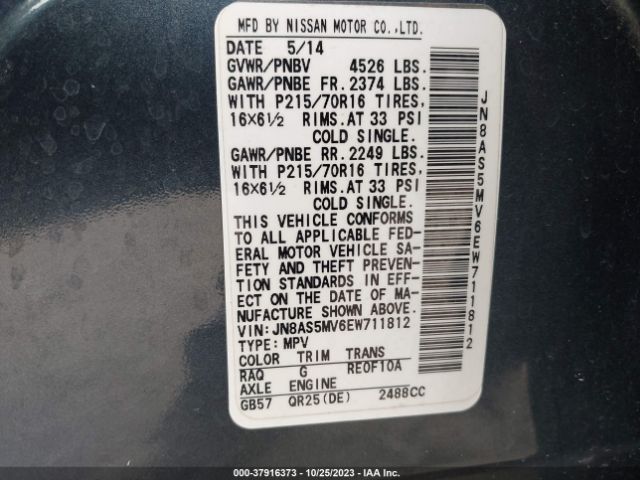 MFD BY NISSAN MOTOR CO.,LTD.
DATE 5/14
GVWR/PNBV 4526 LBS.
GAWR/PNBE FR. 2374 LBS.
WITH P215/70R16 TIRES,
16×6½ RIMS. AT 33 PSI
COLD SINGLE.
GAWR/PNBE RR. 2249 LBS.
WITH P215/70R16 TIRES,
16×6½ RIMS. AT 33 PSI
COLD SINGLE.
THIS VEHICLE CONFORMS
TO ALL APPLICABLE FED-
ERAL MOTOR VEHICLE SA-
FETY AND THEFT PREVEN-
TION STANDARDS IN EFF-
ECT ON THE DATE OF MA-
NUFACTURE SHOWN ABOVE.
VIN: JN8AS5MV6EW711812
TYPE: MPV
COLOR TRIM TRANS
RAQ G RE0F10A
AXLE ENGINE
GB57 QR25(DE) 2488CC
JN8AS5MV6EW711812
000-37916373 - 10/25/2023 - IAA Inc.